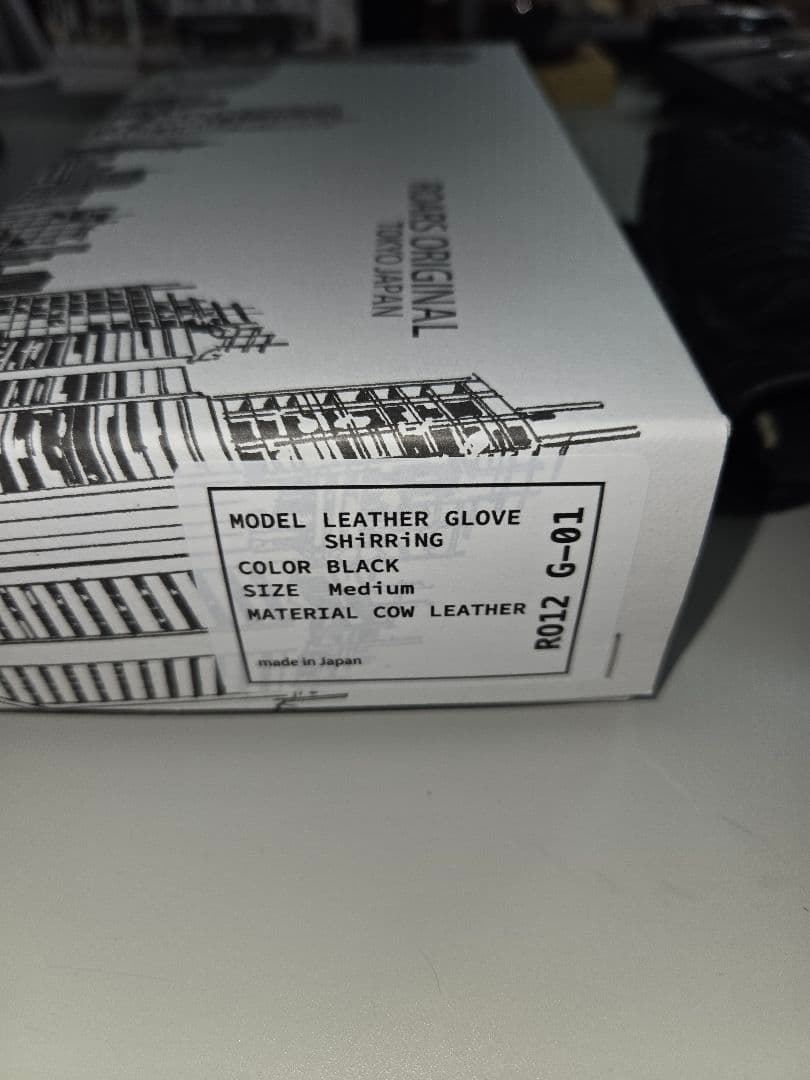 ROARS ORIGINAL
TOKYO JAPAN
MODEL LEATHER GLOVE
SHiRRiNG
COLOR BLACK
SIZE Medium
MATERIAL COW LEATHER
made in Japan
R012 G-01